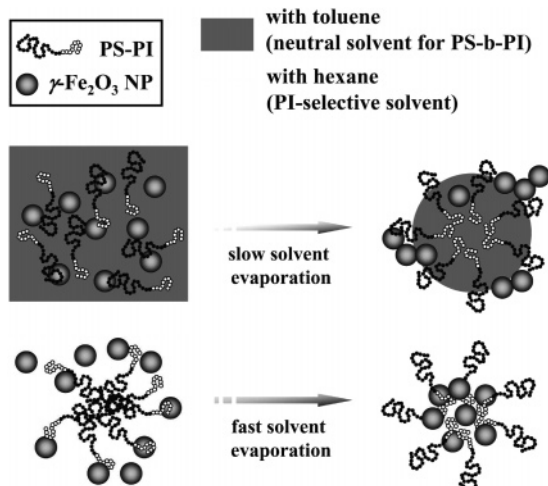 PS-PI
γ-Fe₂O₃ NP
with toluene
(neutral solvent for PS-b-PI)
with hexane
(PI-selective solvent)
slow solvent
evaporation
fast solvent
evaporation